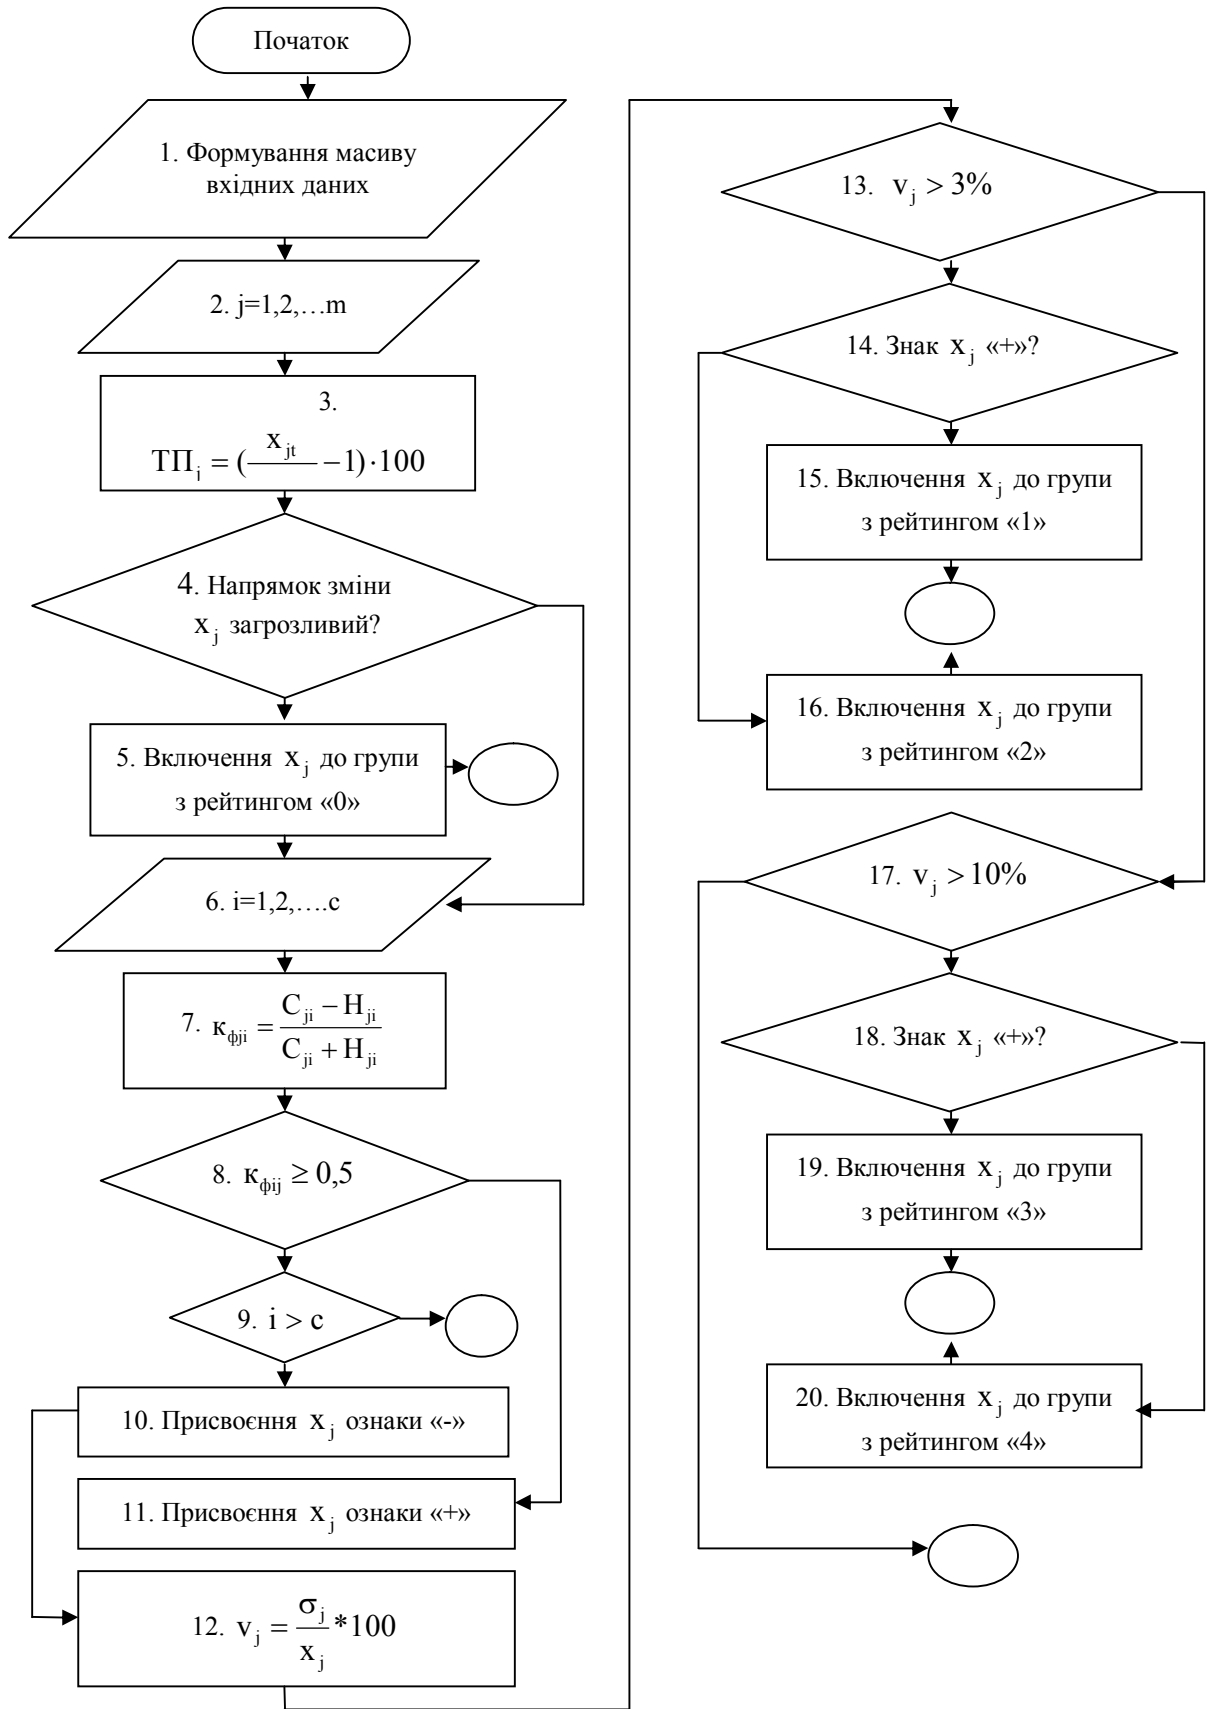 Початок
1. Формування масиву
вхідних даних
2. j=1,2,…m
3.
ТП_j = (x_jt / −1)·100
4. Напрямок зміни
x_j загрозливий?
5. Включення x_j до групи
з рейтингом «0»
6. i=1,2,….c
7. к_фji = (C_ji − H_ji) / (C_ji + H_ji)
8. к_фij ≥ 0,5
9. i > c
10. Присвоєння x_j ознаки «-»
11. Присвоєння x_j ознаки «+»
12. v_j = σ_j / x_j *100
13. v_j > 3%
14. Знак x_j «+»?
15. Включення x_j до групи
з рейтингом «1»
16. Включення x_j до групи
з рейтингом «2»
17. v_j > 10%
18. Знак x_j «+»?
19. Включення x_j до групи
з рейтингом «3»
20. Включення x_j до групи
з рейтингом «4»